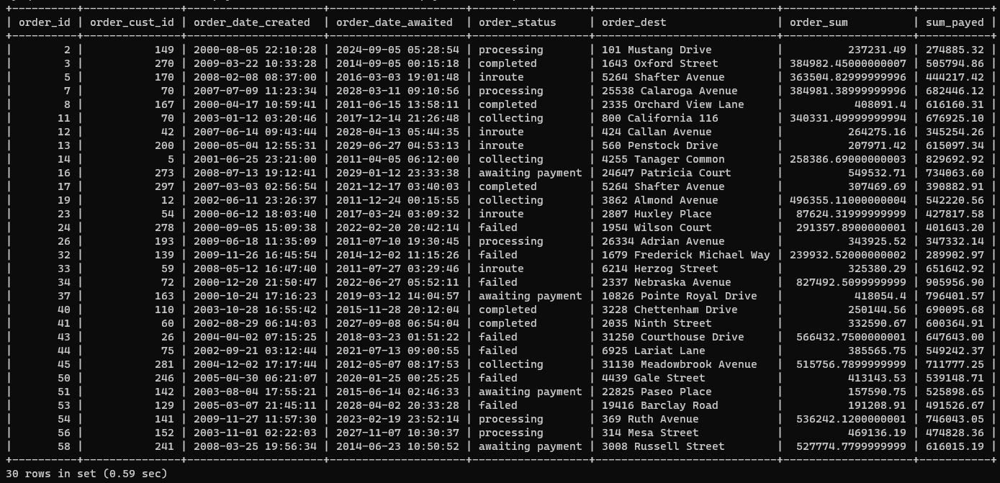 +----------+---------------+---------------------+---------------------+------------------+----------------------------+--------------------+-----------+
| order_id | order_cust_id | order_date_created | order_date_awaited | order_status | order_dest | order_sum | sum_payed |
+----------+---------------+---------------------+---------------------+------------------+----------------------------+--------------------+-----------+
| 2 | 149 | 2000-08-05 22:10:28 | 2024-09-05 05:28:54 | processing | 101 Mustang Drive | 237231.49 | 274885.32 |
| 3 | 270 | 2009-03-22 10:33:28 | 2014-09-05 00:15:18 | completed | 1643 Oxford Street | 384982.45000000007 | 505794.86 |
| 5 | 170 | 2008-02-08 08:37:00 | 2016-03-03 19:01:48 | inroute | 5264 Shafter Avenue | 363504.82999999996 | 444217.42 |
| 7 | 70 | 2007-07-09 11:23:34 | 2028-03-11 09:10:56 | processing | 25538 Calaroga Avenue | 384981.38999999996 | 682446.12 |
| 8 | 167 | 2000-04-17 10:59:41 | 2011-06-15 13:58:11 | completed | 2335 Orchard View Lane | 408091.4 | 616160.31 |
| 11 | 70 | 2003-01-12 03:20:46 | 2017-12-14 21:26:48 | collecting | 800 California 116 | 340331.49999999994 | 676925.10 |
| 12 | 42 | 2007-06-14 09:43:44 | 2028-04-13 05:44:35 | inroute | 424 Callan Avenue | 264275.16 | 345254.26 |
| 13 | 200 | 2000-05-04 12:55:31 | 2029-06-27 04:53:13 | inroute | 560 Penstock Drive | 207971.42 | 615097.34 |
| 14 | 5 | 2001-06-25 23:21:00 | 2011-04-05 06:12:00 | collecting | 4255 Tanager Common | 258386.69000000003 | 829692.92 |
| 16 | 273 | 2008-07-13 19:12:41 | 2029-01-12 23:33:38 | awaiting payment | 24647 Patricia Court | 549532.71 | 734063.60 |
| 17 | 297 | 2007-03-03 02:56:54 | 2021-12-17 03:40:03 | completed | 5264 Shafter Avenue | 307469.69 | 390882.91 |
| 19 | 12 | 2002-06-11 23:26:37 | 2011-12-24 00:15:55 | collecting | 3862 Almond Avenue | 496355.11000000004 | 542220.56 |
| 23 | 54 | 2000-06-12 18:03:40 | 2017-03-24 03:09:32 | inroute | 2807 Huxley Place | 87624.31999999999 | 427817.58 |
| 24 | 278 | 2000-09-05 15:09:38 | 2022-02-20 20:42:14 | failed | 1954 Wilson Court | 291357.8900000001 | 401643.20 |
| 26 | 193 | 2009-06-18 11:35:09 | 2011-07-10 19:30:45 | processing | 26334 Adrian Avenue | 343925.52 | 347332.14 |
| 32 | 139 | 2009-11-26 16:45:54 | 2014-12-02 11:15:26 | failed | 1679 Frederick Michael Way | 239932.52000000002 | 289902.97 |
| 33 | 59 | 2008-05-12 16:47:40 | 2011-07-27 03:29:46 | inroute | 6214 Herzog Street | 325380.29 | 651642.92 |
| 34 | 72 | 2000-12-20 21:50:47 | 2022-06-27 05:52:11 | failed | 2337 Nebraska Avenue | 827492.5099999999 | 905956.90 |
| 37 | 163 | 2000-10-24 17:16:23 | 2019-03-12 14:04:57 | awaiting payment | 10826 Pointe Royal Drive | 418054.4 | 796401.57 |
| 40 | 110 | 2003-10-28 16:55:42 | 2015-11-28 20:12:04 | completed | 3228 Chettenham Drive | 250144.56 | 690095.68 |
| 41 | 60 | 2002-08-29 06:14:03 | 2027-09-08 06:54:04 | completed | 2035 Ninth Street | 332590.67 | 600364.91 |
| 43 | 26 | 2004-04-02 07:15:25 | 2018-03-23 01:51:22 | failed | 31250 Courthouse Drive | 566432.7500000001 | 647643.00 |
| 44 | 75 | 2002-09-21 03:12:44 | 2021-07-13 09:00:55 | failed | 6925 Lariat Lane | 385565.75 | 549242.37 |
| 45 | 281 | 2004-12-02 17:17:44 | 2012-05-07 08:17:53 | collecting | 31130 Meadowbrook Avenue | 515756.7899999999 | 711777.25 |
| 50 | 246 | 2005-04-30 06:21:07 | 2020-01-25 00:25:25 | failed | 4439 Gale Street | 413143.53 | 539148.71 |
| 51 | 142 | 2003-08-04 17:55:21 | 2015-06-14 02:46:33 | awaiting payment | 22825 Paseo Place | 157590.75 | 525898.65 |
| 53 | 129 | 2005-03-07 21:45:11 | 2028-04-02 20:33:28 | failed | 19416 Barclay Road | 191208.91 | 491526.67 |
| 54 | 141 | 2009-11-27 11:57:30 | 2023-02-19 23:52:14 | processing | 369 Ruth Avenue | 536242.1200000001 | 746043.05 |
| 56 | 152 | 2003-11-01 02:22:03 | 2027-11-07 10:30:37 | processing | 314 Mesa Street | 469136.19 | 474828.36 |
| 58 | 241 | 2008-03-25 19:56:34 | 2014-06-23 10:50:52 | awaiting payment | 3008 Russell Street | 527774.7799999999 | 616015.19 |
+----------+---------------+---------------------+---------------------+------------------+----------------------------+--------------------+-----------+
30 rows in set (0.59 sec)